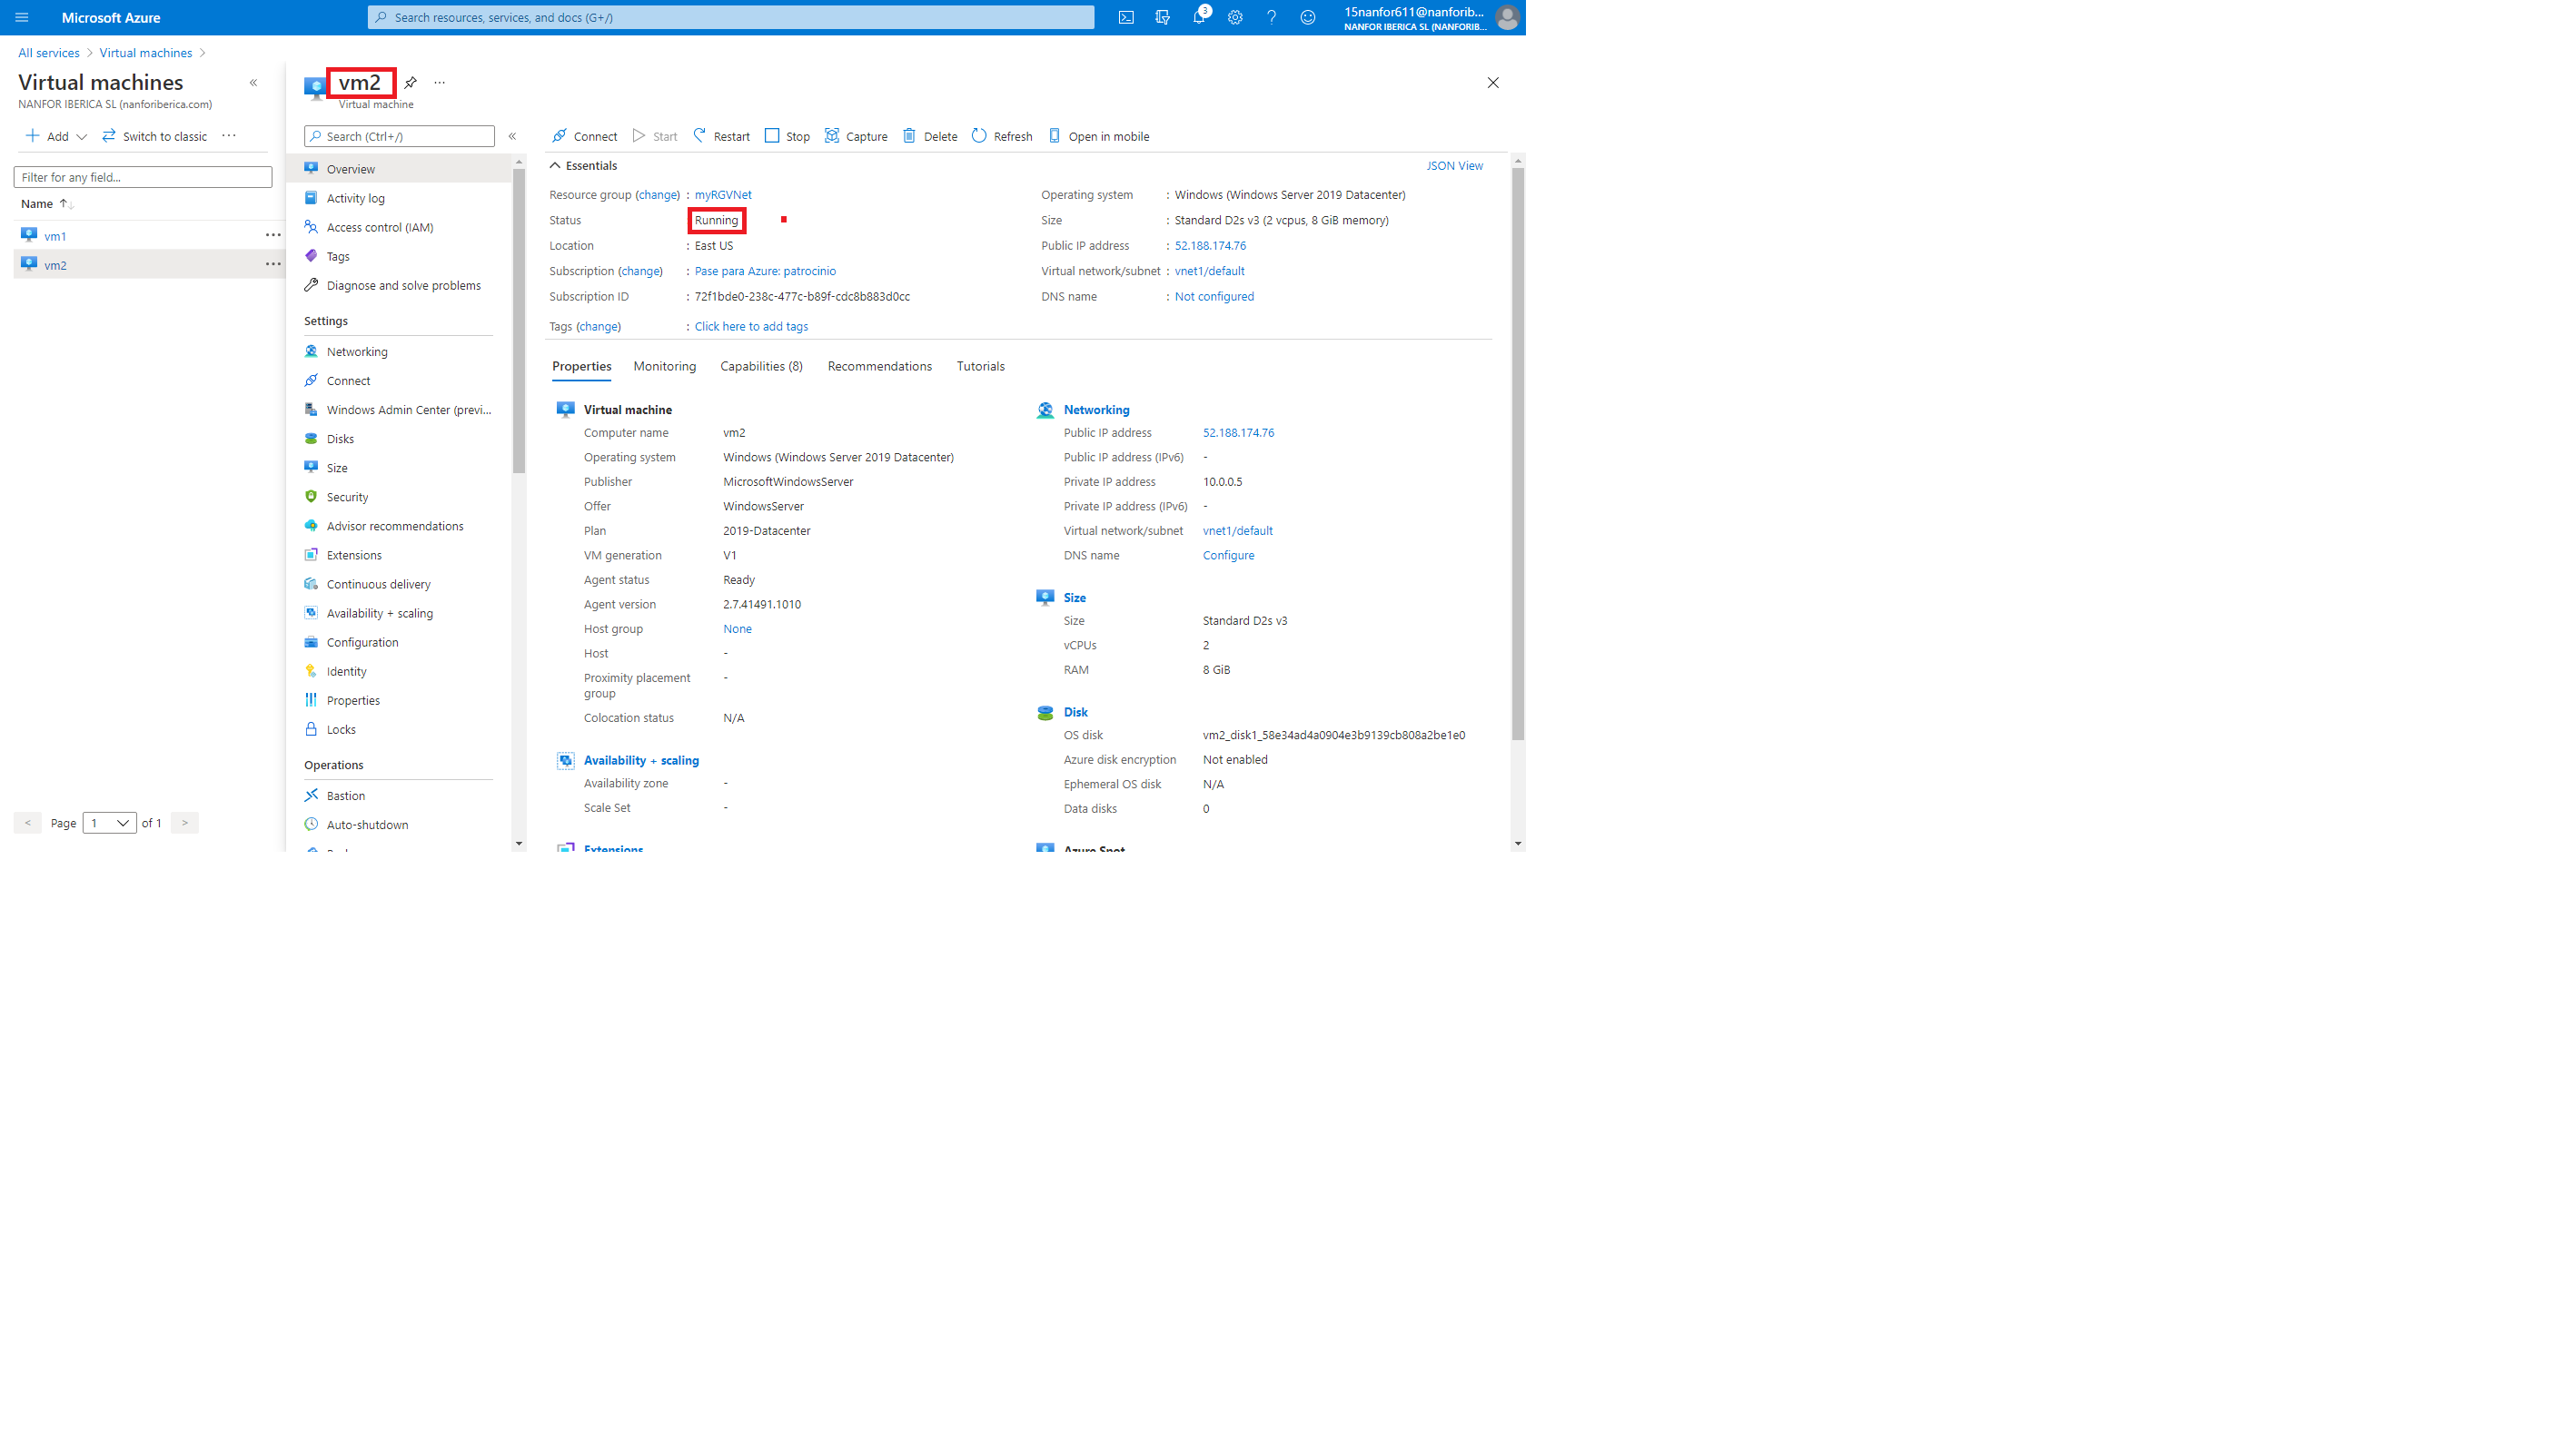 Microsoft Azure
Search resources, services, and docs (G+/)
3
15nanfor611@nanforib...
NANFOR IBERICA SL (NANFORIB...
All services > Virtual machines >
Virtual machines
«
NANFOR IBERICA SL (nanforiberica.com)
Add
Switch to classic
...
Filter for any field...
Name ↑↓
vm1 ...
vm2 ...
< Page 1 of 1 >
vm2
...
Virtual machine
Search (Ctrl+/)
«
Overview
Activity log
Access control (IAM)
Tags
Diagnose and solve problems
Settings
Networking
Connect
Windows Admin Center (previ...
Disks
Size
Security
Advisor recommendations
Extensions
Continuous delivery
Availability + scaling
Configuration
Identity
Properties
Locks
Operations
Bastion
Auto-shutdown
Connect Start Restart Stop Capture Delete Refresh Open in mobile
Essentials
JSON View
Resource group (change) : myRGVNet
Status Running
Location : East US
Subscription (change) : Pase para Azure: patrocinio
Subscription ID : 72f1bde0-238c-477c-b89f-cdc8b883d0cc
Tags (change) : Click here to add tags
Operating system : Windows (Windows Server 2019 Datacenter)
Size : Standard D2s v3 (2 vcpus, 8 GiB memory)
Public IP address : 52.188.174.76
Virtual network/subnet : vnet1/default
DNS name : Not configured
Properties Monitoring Capabilities (8) Recommendations Tutorials
Virtual machine
Computer name vm2
Operating system Windows (Windows Server 2019 Datacenter)
Publisher MicrosoftWindowsServer
Offer WindowsServer
Plan 2019-Datacenter
VM generation V1
Agent status Ready
Agent version 2.7.41491.1010
Host group None
Host -
Proximity placement -
group
Colocation status N/A
Availability + scaling
Availability zone -
Scale Set -
Extensions
Networking
Public IP address 52.188.174.76
Public IP address (IPv6) -
Private IP address 10.0.0.5
Private IP address (IPv6) -
Virtual network/subnet vnet1/default
DNS name Configure
Size
Size Standard D2s v3
vCPUs 2
RAM 8 GiB
Disk
OS disk vm2_disk1_58e34ad4a0904e3b9139cb808a2be1e0
Azure disk encryption Not enabled
Ephemeral OS disk N/A
Data disks 0
Azure Spot